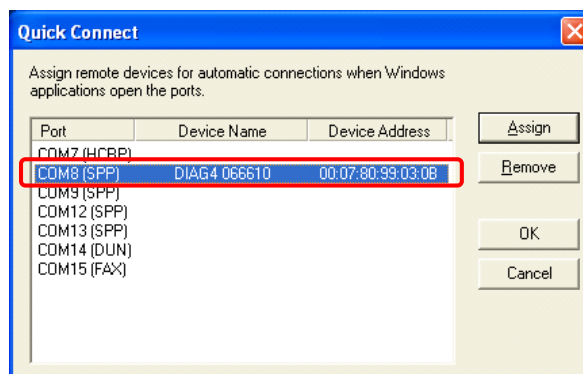 Quick Connect
Assign remote devices for automatic connections when Windows
applications open the ports.
Port Device Name Device Address
COM7 (HCRP)
COM8 (SPP) DIAG4 066610 00:07:80:99:03:0B
COM9 (SPP)
COM12 (SPP)
COM13 (SPP)
COM14 (DUN)
COM15 (FAX)
Assign
Remove
OK
Cancel